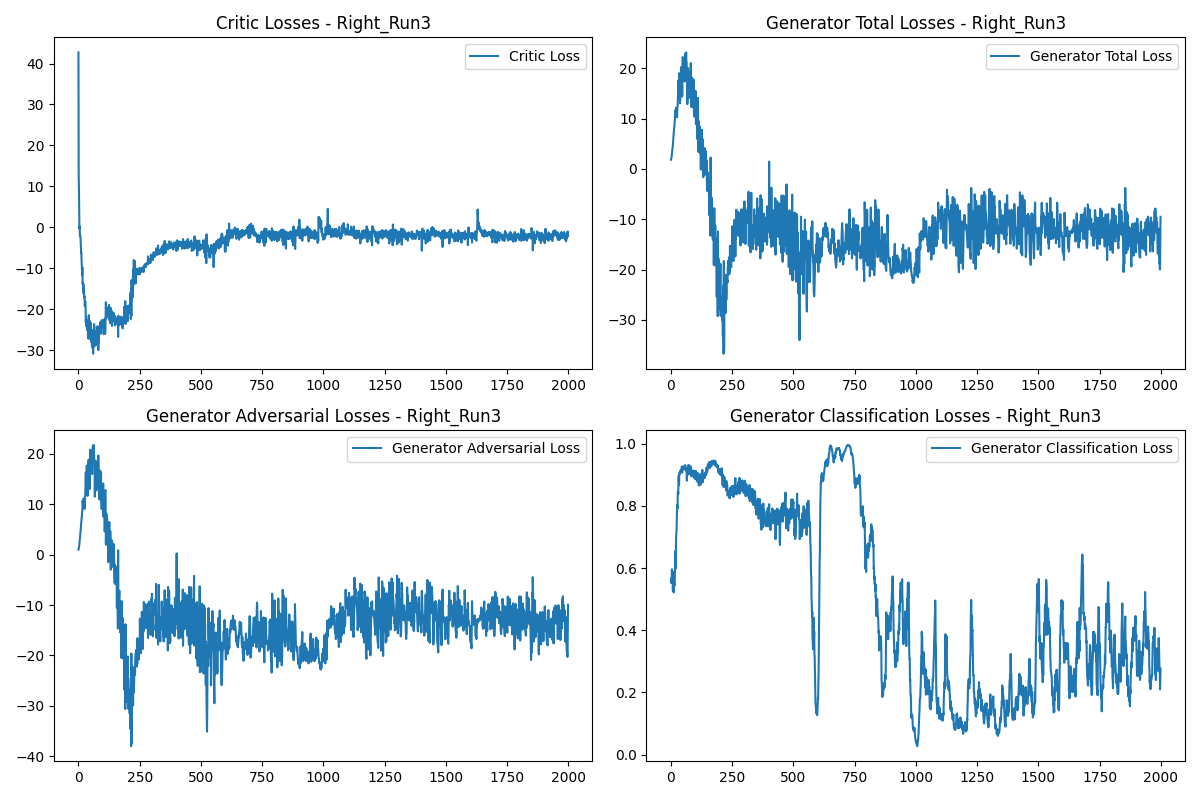 Critic Losses - Right_Run3
Critic Loss
40
30
20
10
0
−10
−20
−30
0 250 500 750 1000 1250 1500 1750 2000
Generator Total Losses - Right_Run3
Generator Total Loss
20
10
0
−10
−20
−30
0 250 500 750 1000 1250 1500 1750 2000
Generator Adversarial Losses - Right_Run3
Generator Adversarial Loss
20
10
0
−10
−20
−30
−40
0 250 500 750 1000 1250 1500 1750 2000
Generator Classification Losses - Right_Run3
Generator Classification Loss
1.0
0.8
0.6
0.4
0.2
0.0
0 250 500 750 1000 1250 1500 1750 2000